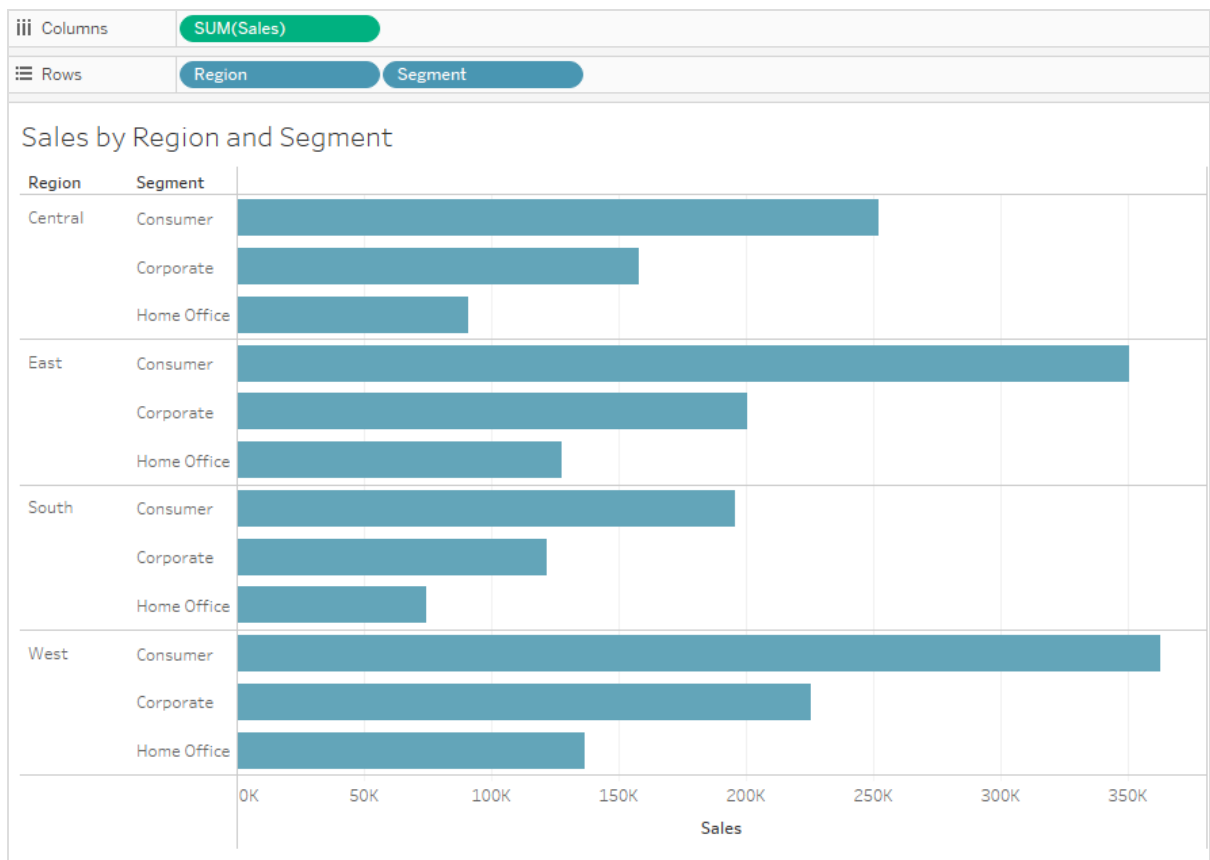 Columns SUM(Sales)
Rows Region Segment
Sales by Region and Segment
Region Segment
Central Consumer
Corporate
Home Office
East Consumer
Corporate
Home Office
South Consumer
Corporate
Home Office
West Consumer
Corporate
Home Office
0K 50K 100K 150K 200K 250K 300K 350K
Sales